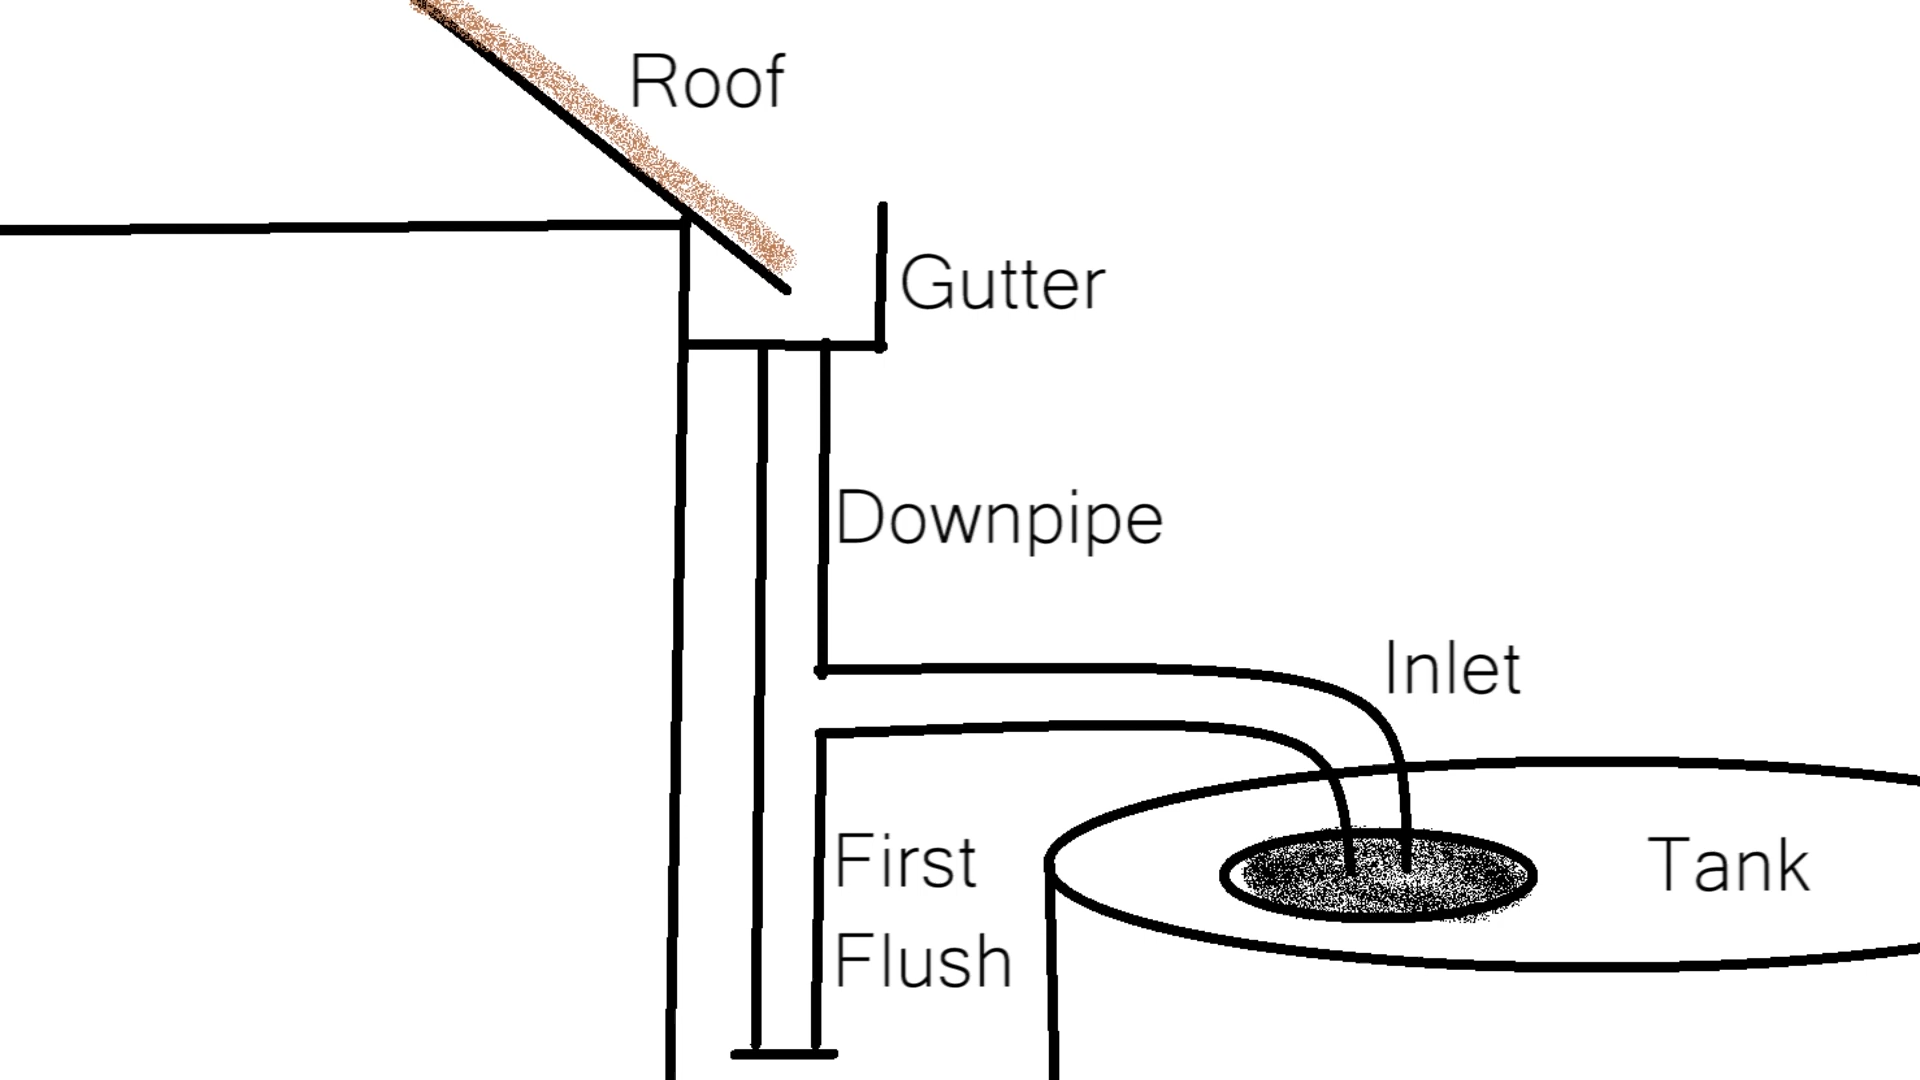 Roof
Gutter
Downpipe
Inlet
First
Flush
Tank